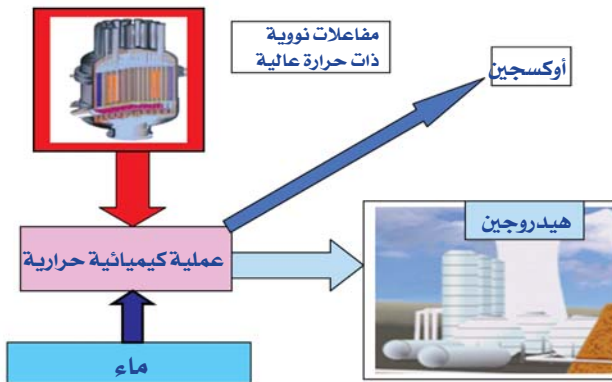 مفاعلات نووية
ذات حرارة عالية
أوكسجين
هيدروجين
عملية كيميائية حرارية
ماء